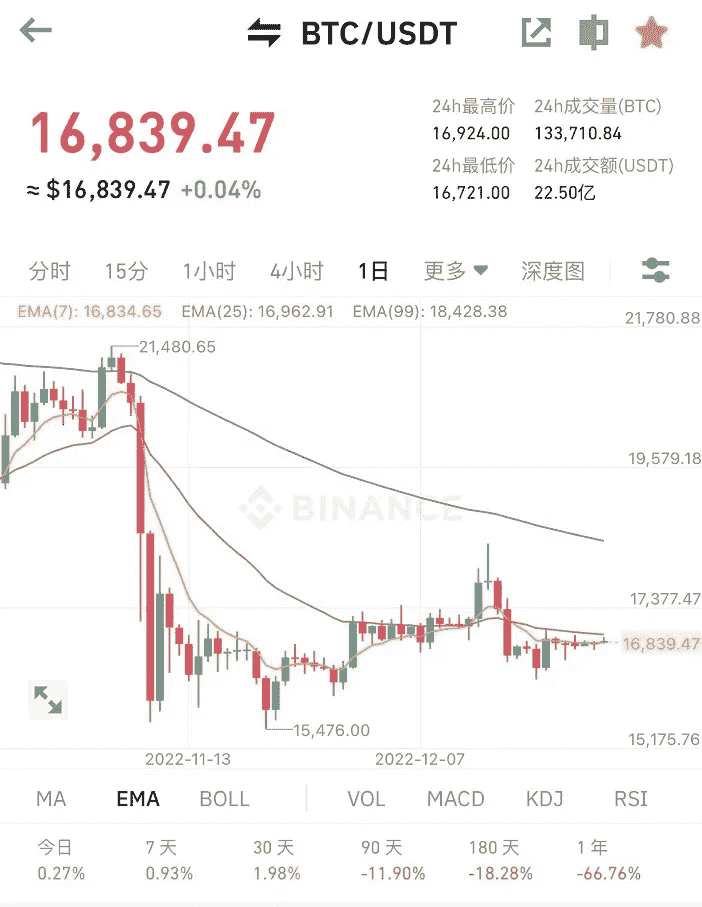 BTC/USDT
16,839.47
≈ $16,839.47 +0.04%
24h最高价 24h成交量(BTC)
16,924.00 133,710.84
24h最低价 24h成交额(USDT)
16,721.00 22.50亿
分时 15分 1小时 4小时 1日 更多 深度图
EMA(7): 16,834.65 EMA(25): 16,962.91 EMA(99): 18,428.38
21,780.88
21,480.65
19,579.18
BINANCE
17,377.47
16,839.47
15,476.00
15,175.76
2022-11-13 2022-12-07
MA EMA BOLL VOL MACD KDJ RSI
今日 7天 30天 90天 180天 1年
0.27% 0.93% 1.98% -11.90% -18.28% -66.76%